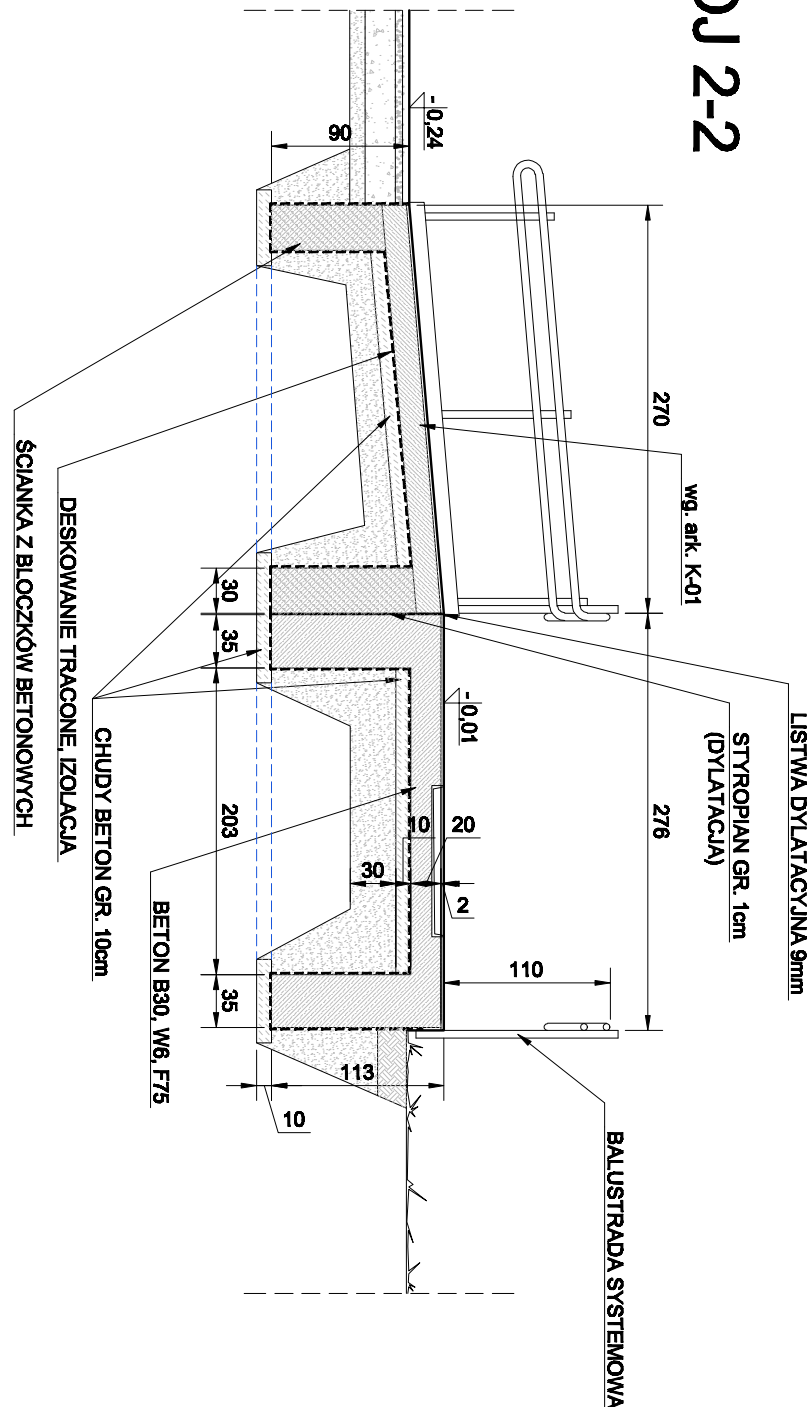 OJ 2-2
LISTWA DYLATACYJNA 9mm
STYROPIAN GR. 1cm
(DYLATACJA)
wg. ark. K-01
BALUSTRADA SYSTEMOWA
270
276
110
- 0,24
- 0,01
90
30
35
203
35
113
10
10
20
30
2
BETON B30, W6, F75
CHUDY BETON GR. 10cm
DESKOWANIE TRACONE, IZOLACJA
ŚCIANKA Z BLOCZKÓW BETONOWYCH